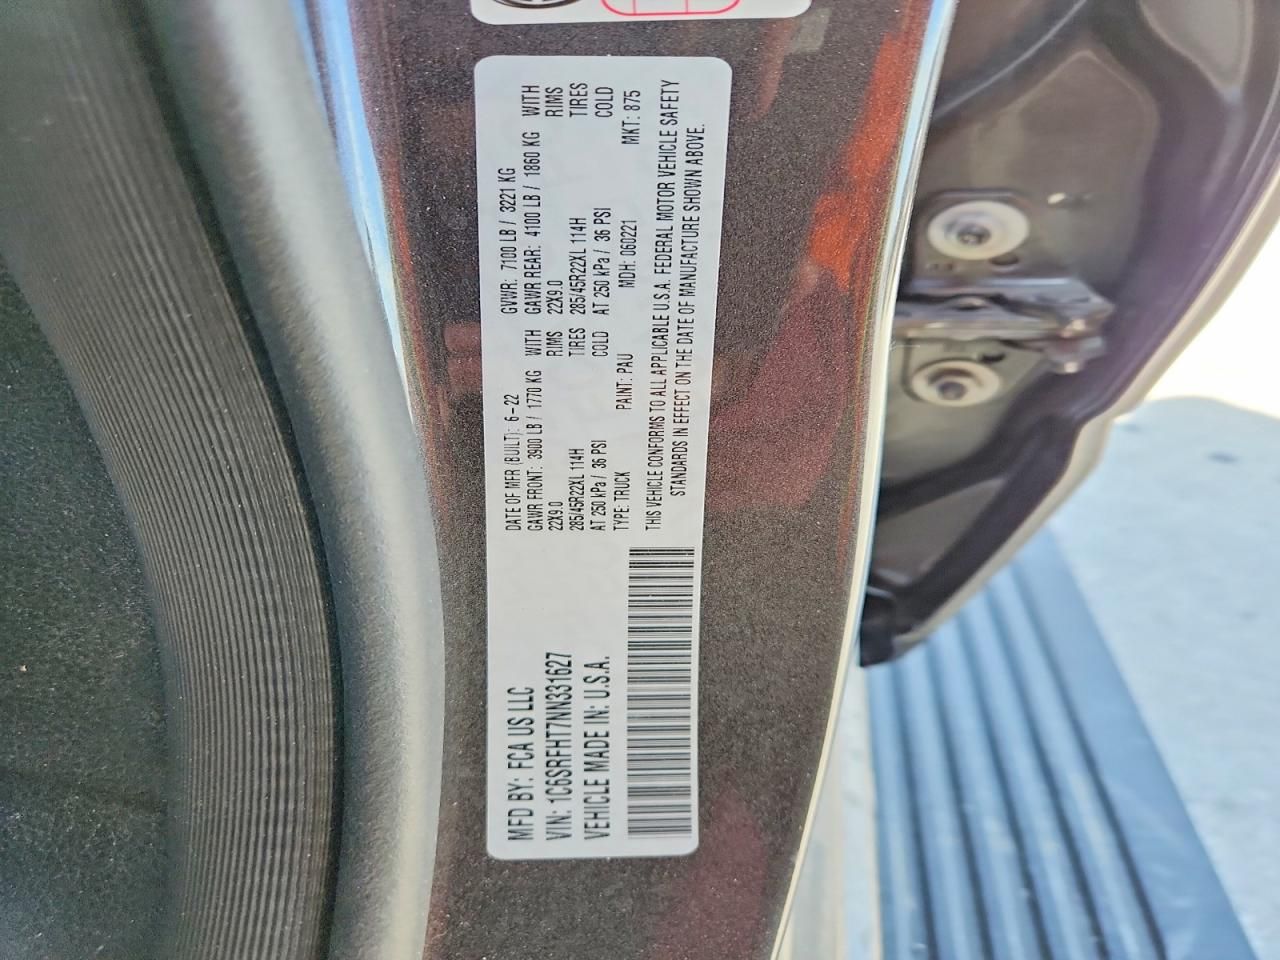 MFD BY: FCA US LLC
VIN: 1C6SRFHT7NN331627
VEHICLE MADE IN: U.S.A.
DATE OF MFR (BUILT): 6-22 GVWR: 7100 LB / 3221 KG
GAWR FRONT: 3900 LB / 1770 KG WITH GAWR REAR: 4100 LB / 1860 KG WITH
22X9.0 RIMS 22X9.0 RIMS
285/45R22XL 114H TIRES 285/45R22XL 114H TIRES
AT 250 kPa / 36 PSI COLD AT 250 kPa / 36 PSI COLD
TYPE: TRUCK PAINT: PAU MDH: 060221 MKT: 875
THIS VEHICLE CONFORMS TO ALL APPLICABLE U.S.A. FEDERAL MOTOR VEHICLE SAFETY
STANDARDS IN EFFECT ON THE DATE OF MANUFACTURE SHOWN ABOVE.